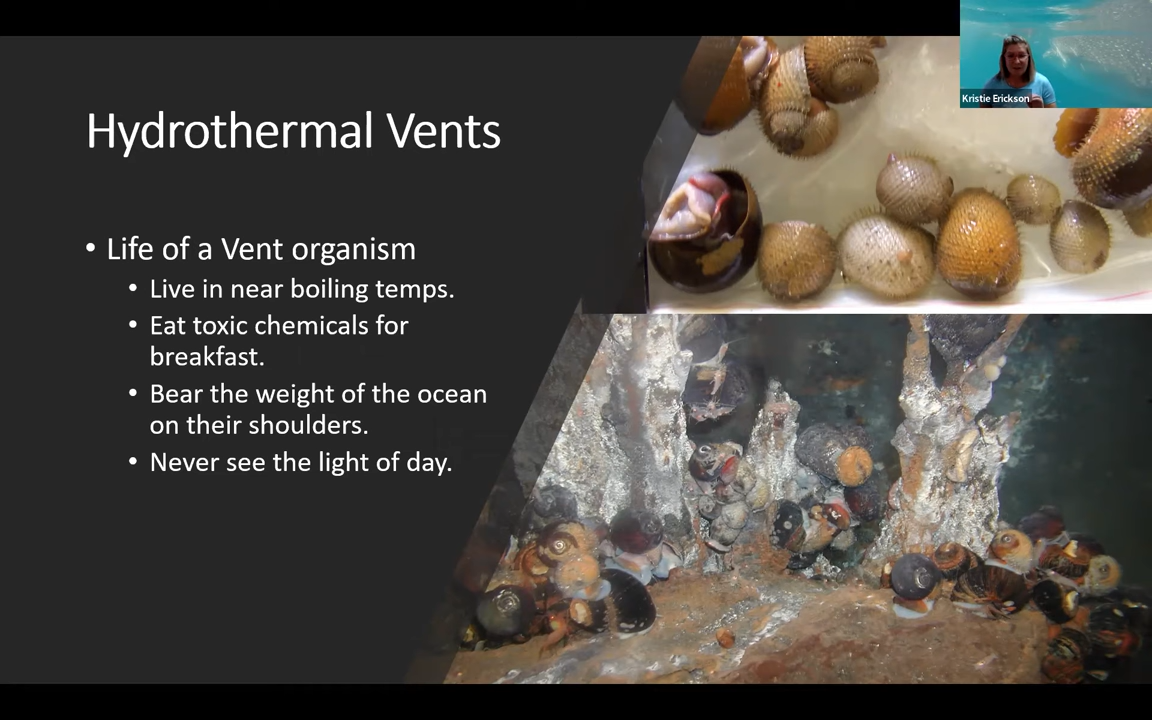 Kristie Erickson
Hydrothermal Vents
• Life of a Vent organism
• Live in near boiling temps.
• Eat toxic chemicals for
breakfast.
• Bear the weight of the ocean
on their shoulders.
• Never see the light of day.